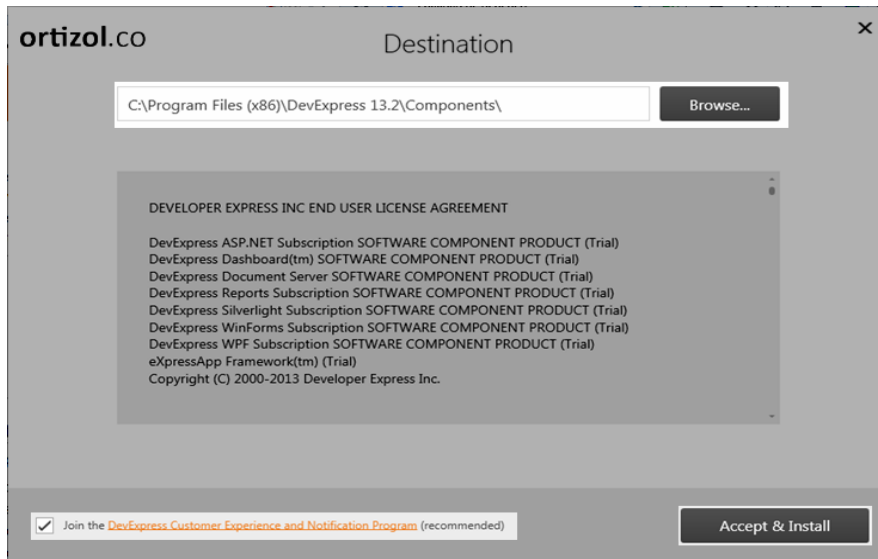 ortizol.co
Destination
C:\Program Files (x86)\DevExpress 13.2\Components\
Browse...
DEVELOPER EXPRESS INC END USER LICENSE AGREEMENT
DevExpress ASP.NET Subscription SOFTWARE COMPONENT PRODUCT (Trial)
DevExpress Dashboard(tm) SOFTWARE COMPONENT PRODUCT (Trial)
DevExpress Document Server SOFTWARE COMPONENT PRODUCT (Trial)
DevExpress Reports Subscription SOFTWARE COMPONENT PRODUCT (Trial)
DevExpress Silverlight Subscription SOFTWARE COMPONENT PRODUCT (Trial)
DevExpress WinForms Subscription SOFTWARE COMPONENT PRODUCT (Trial)
DevExpress WPF Subscription SOFTWARE COMPONENT PRODUCT (Trial)
eXpressApp Framework(tm) (Trial)
Copyright (C) 2000-2013 Developer Express Inc.
Join the DevExpress Customer Experience and Notification Program (recommended)
Accept & Install